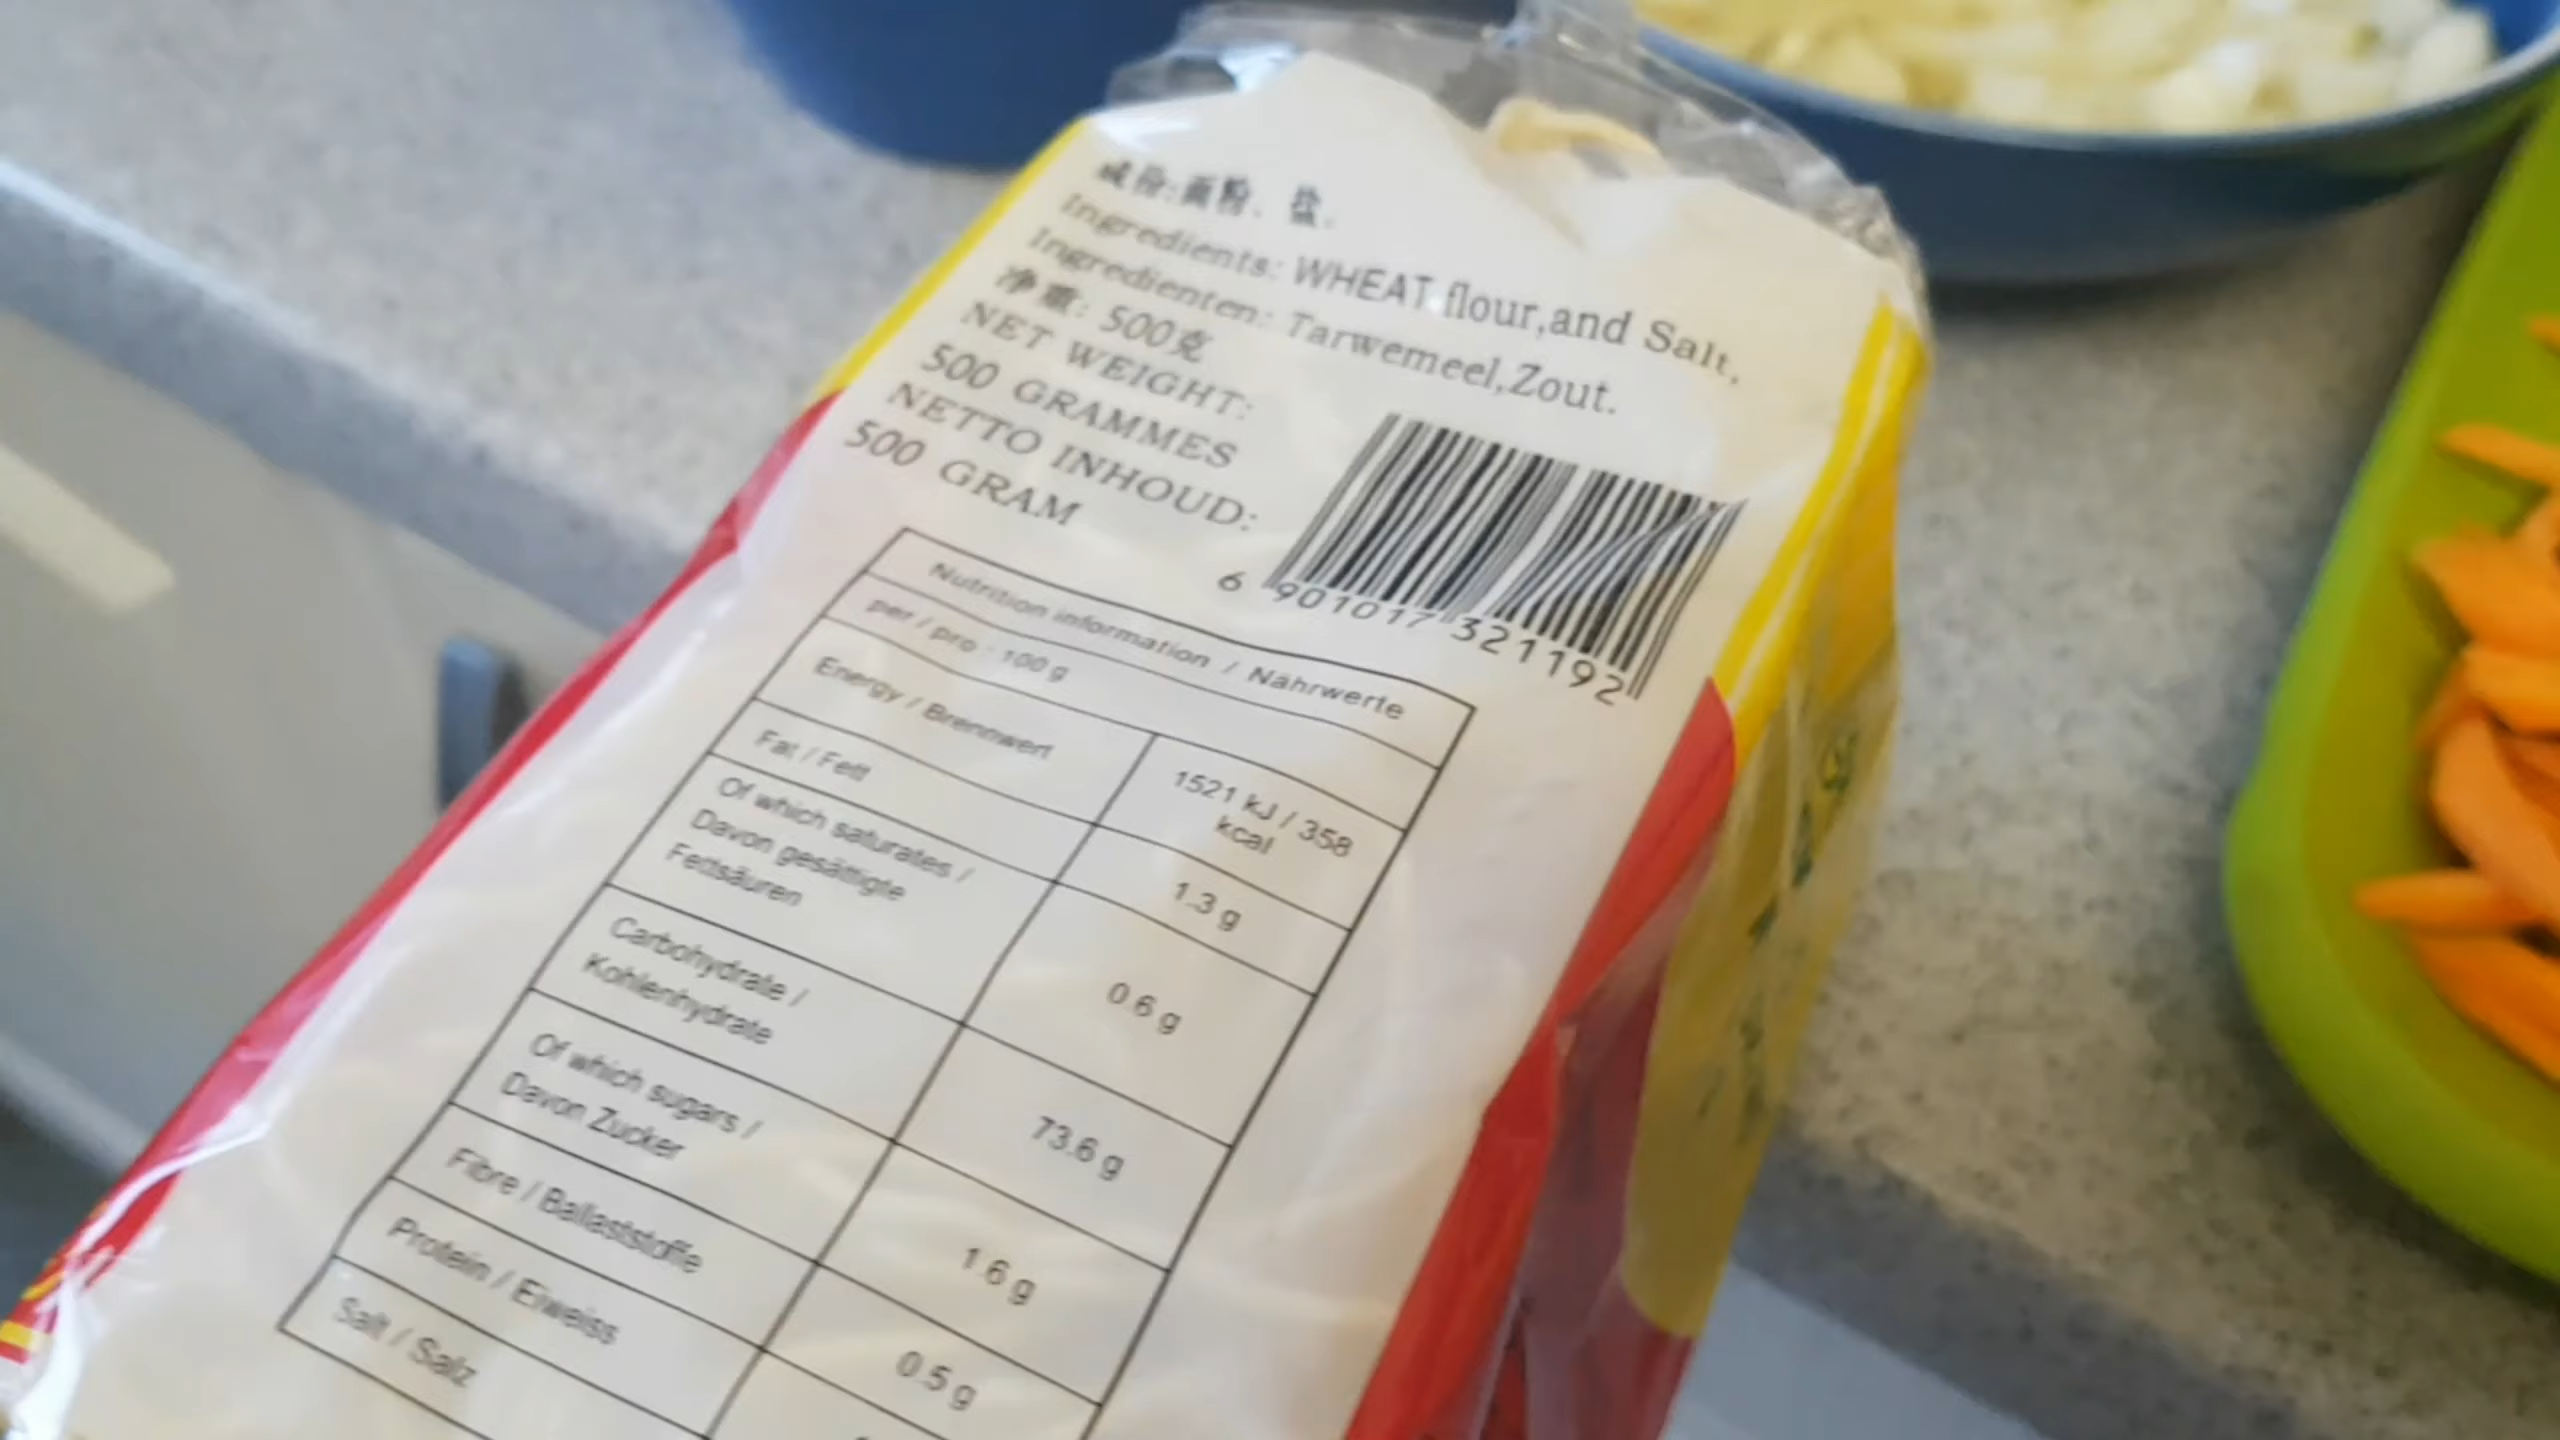 成份:面粉、盐.
Ingredients: WHEAT flour,and Salt,
Ingredienten: Tarwemeel,Zout.
净重: 500克
NET WEIGHT:
500 GRAMMES
NETTO INHOUD:
500 GRAM
6 901017 321192
Nutrition information / Nährwerte
per / pro : 100 g
Energy / Brennwert
1521 kJ / 358
kcal
Fat / Fett
1.3 g
Of which saturates /
Davon gesättigte
Fettsäuren
0.6 g
Carbohydrate /
Kohlenhydrate
73.6 g
Of which sugars /
Davon Zucker
1.6 g
Fibre / Ballaststoffe
0.5 g
Protein / Eiweiss
Salt / Salz